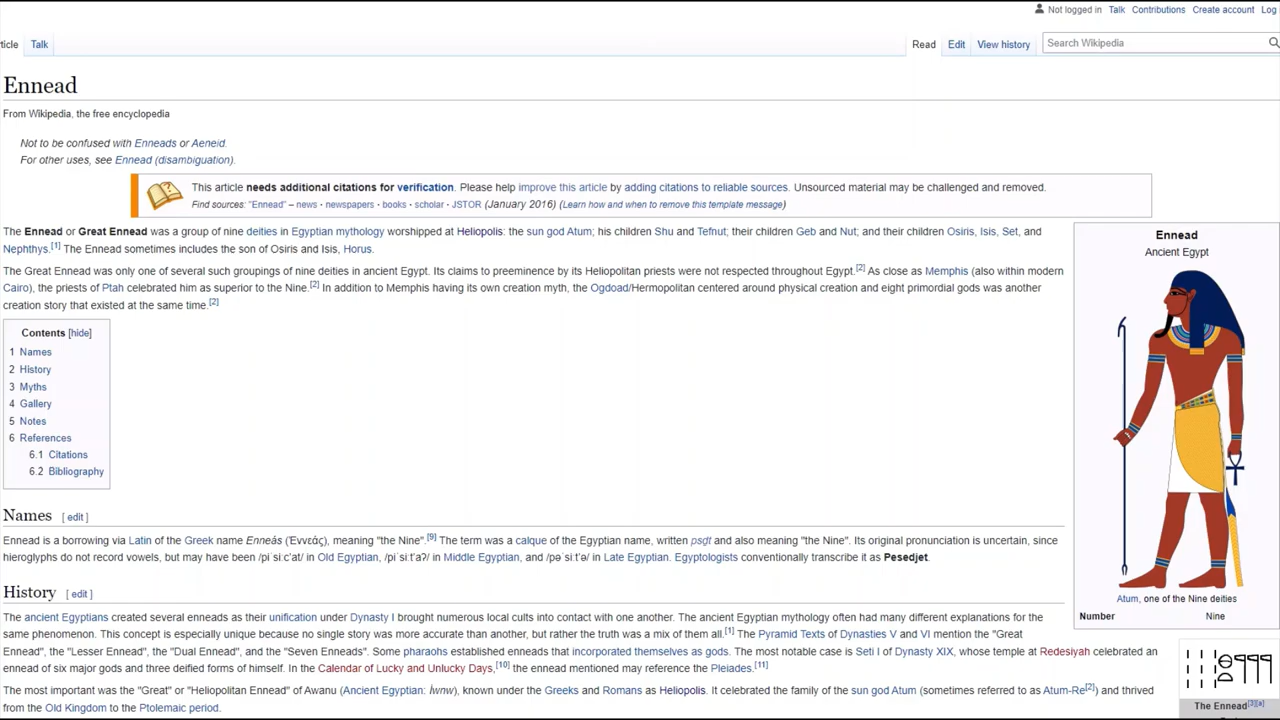 Not logged in Talk Contributions Create account Log
ticle Talk Read Edit View history Search Wikipedia
Ennead
From Wikipedia, the free encyclopedia
Not to be confused with Enneads or Aeneid.
For other uses, see Ennead (disambiguation).
This article needs additional citations for verification. Please help improve this article by adding citations to reliable sources. Unsourced material may be challenged and removed.
Find sources: "Ennead" – news · newspapers · books · scholar · JSTOR (January 2016) (Learn how and when to remove this template message)
The Ennead or Great Ennead was a group of nine deities in Egyptian mythology worshipped at Heliopolis: the sun god Atum; his children Shu and Tefnut; their children Geb and Nut; and their children Osiris, Isis, Set, and
Nephthys.[1] The Ennead sometimes includes the son of Osiris and Isis, Horus.
The Great Ennead was only one of several such groupings of nine deities in ancient Egypt. Its claims to preeminence by its Heliopolitan priests were not respected throughout Egypt.[2] As close as Memphis (also within modern
Cairo), the priests of Ptah celebrated him as superior to the Nine.[2] In addition to Memphis having its own creation myth, the Ogdoad/Hermopolitan centered around physical creation and eight primordial gods was another
creation story that existed at the same time.[2]
Contents [hide]
1 Names
2 History
3 Myths
4 Gallery
5 Notes
6 References
6.1 Citations
6.2 Bibliography
Names [ edit ]
Ennead is a borrowing via Latin of the Greek name Enneás (Ἐννεάς), meaning "the Nine".[9] The term was a calque of the Egyptian name, written psḏt and also meaning "the Nine". Its original pronunciation is uncertain, since
hieroglyphs do not record vowels, but may have been in Old Egyptian, in Middle Egyptian, and in Late Egyptian. Egyptologists conventionally transcribe it as Pesedjet.
History [ edit ]
The ancient Egyptians created several enneads as their unification under Dynasty I brought numerous local cults into contact with one another. The ancient Egyptian mythology often had many different explanations for the
same phenomenon. This concept is especially unique because no single story was more accurate than another, but rather the truth was a mix of them all.[1] The Pyramid Texts of Dynasties V and VI mention the "Great
Ennead", the "Lesser Ennead", the "Dual Ennead", and the "Seven Enneads". Some pharaohs established enneads that incorporated themselves as gods. The most notable case is Seti I of Dynasty XIX, whose temple at Redesiyah celebrated an
ennead of six major gods and three deified forms of himself. In the Calendar of Lucky and Unlucky Days,[10] the ennead mentioned may reference the Pleiades.[11]
The most important was the "Great" or "Heliopolitan Ennead" of Awanu (Ancient Egyptian: Iwnw), known under the Greeks and Romans as Heliopolis. It celebrated the family of the sun god Atum (sometimes referred to as Atum-Re[2]) and thrived
from the Old Kingdom to the Ptolemaic period.
Ennead
Ancient Egypt
Atum, one of the Nine deities
Number Nine
The Ennead[3][a]